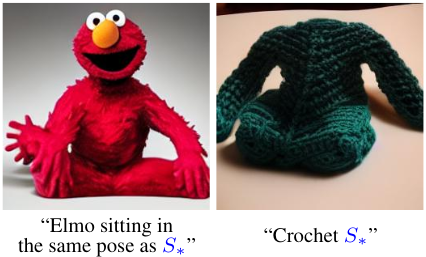 “Elmo sitting in
the same pose as S*”
“Crochet S*”